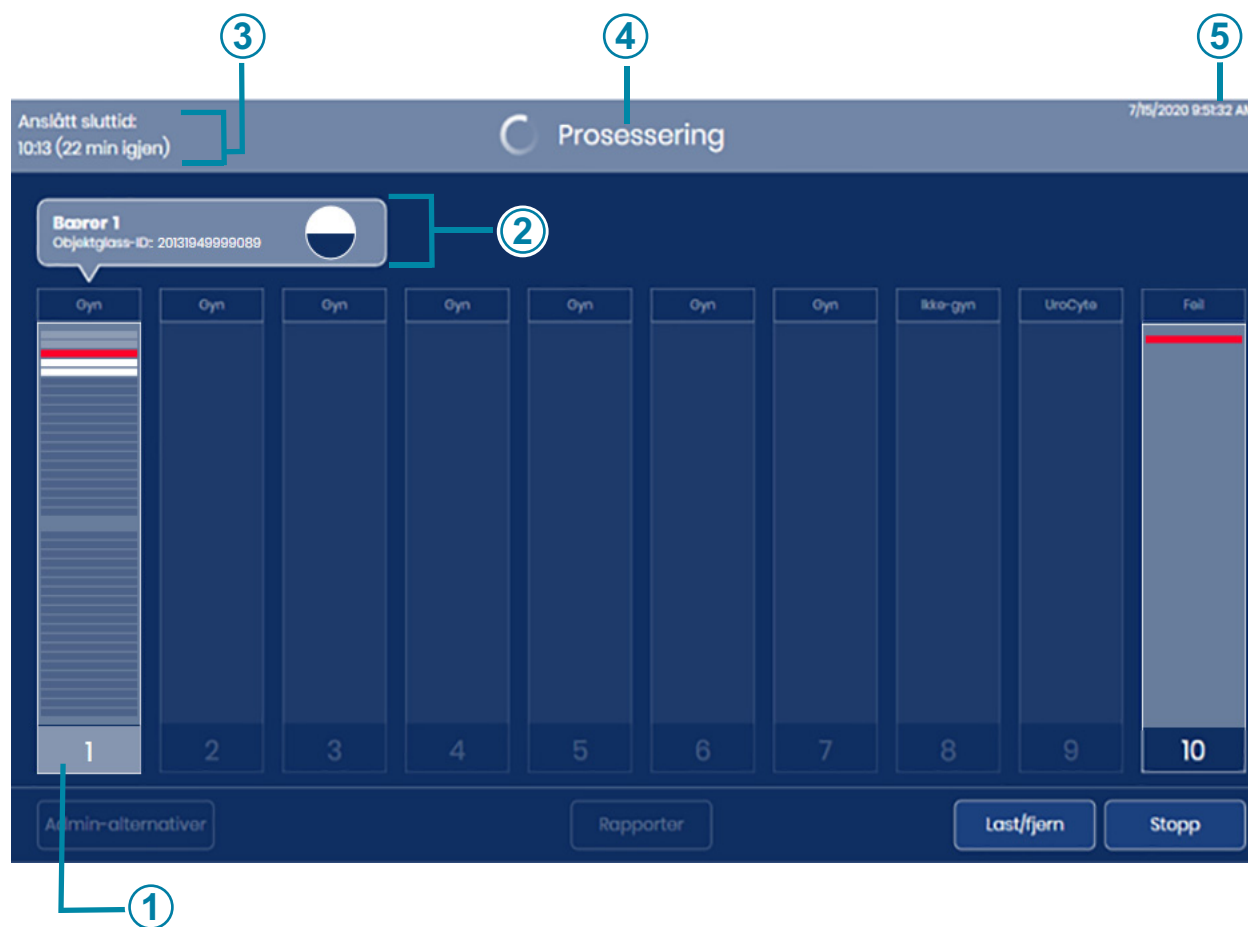 3
4
5
Anslått sluttid:
10:13 (22 min igjen)
Prosessering
7/15/2020 9:51:32 AM
Bærer 1
Objektglass-ID: 20131949999089
2
Gyn
Gyn
Gyn
Gyn
Gyn
Gyn
Gyn
Ikke-gyn
UroCyte
Feil
1
2
3
4
5
6
7
8
9
10
Admin-alternativer
Rapporter
Last/fjern
Stopp
1